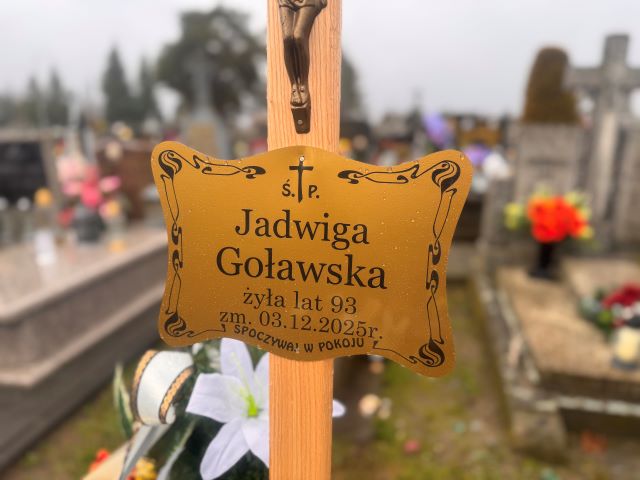 Ś.P.
Jadwiga
Goławska
żyła lat 93
zm. 03.12.2025r.
SPOCZYWAJ W POKOJU